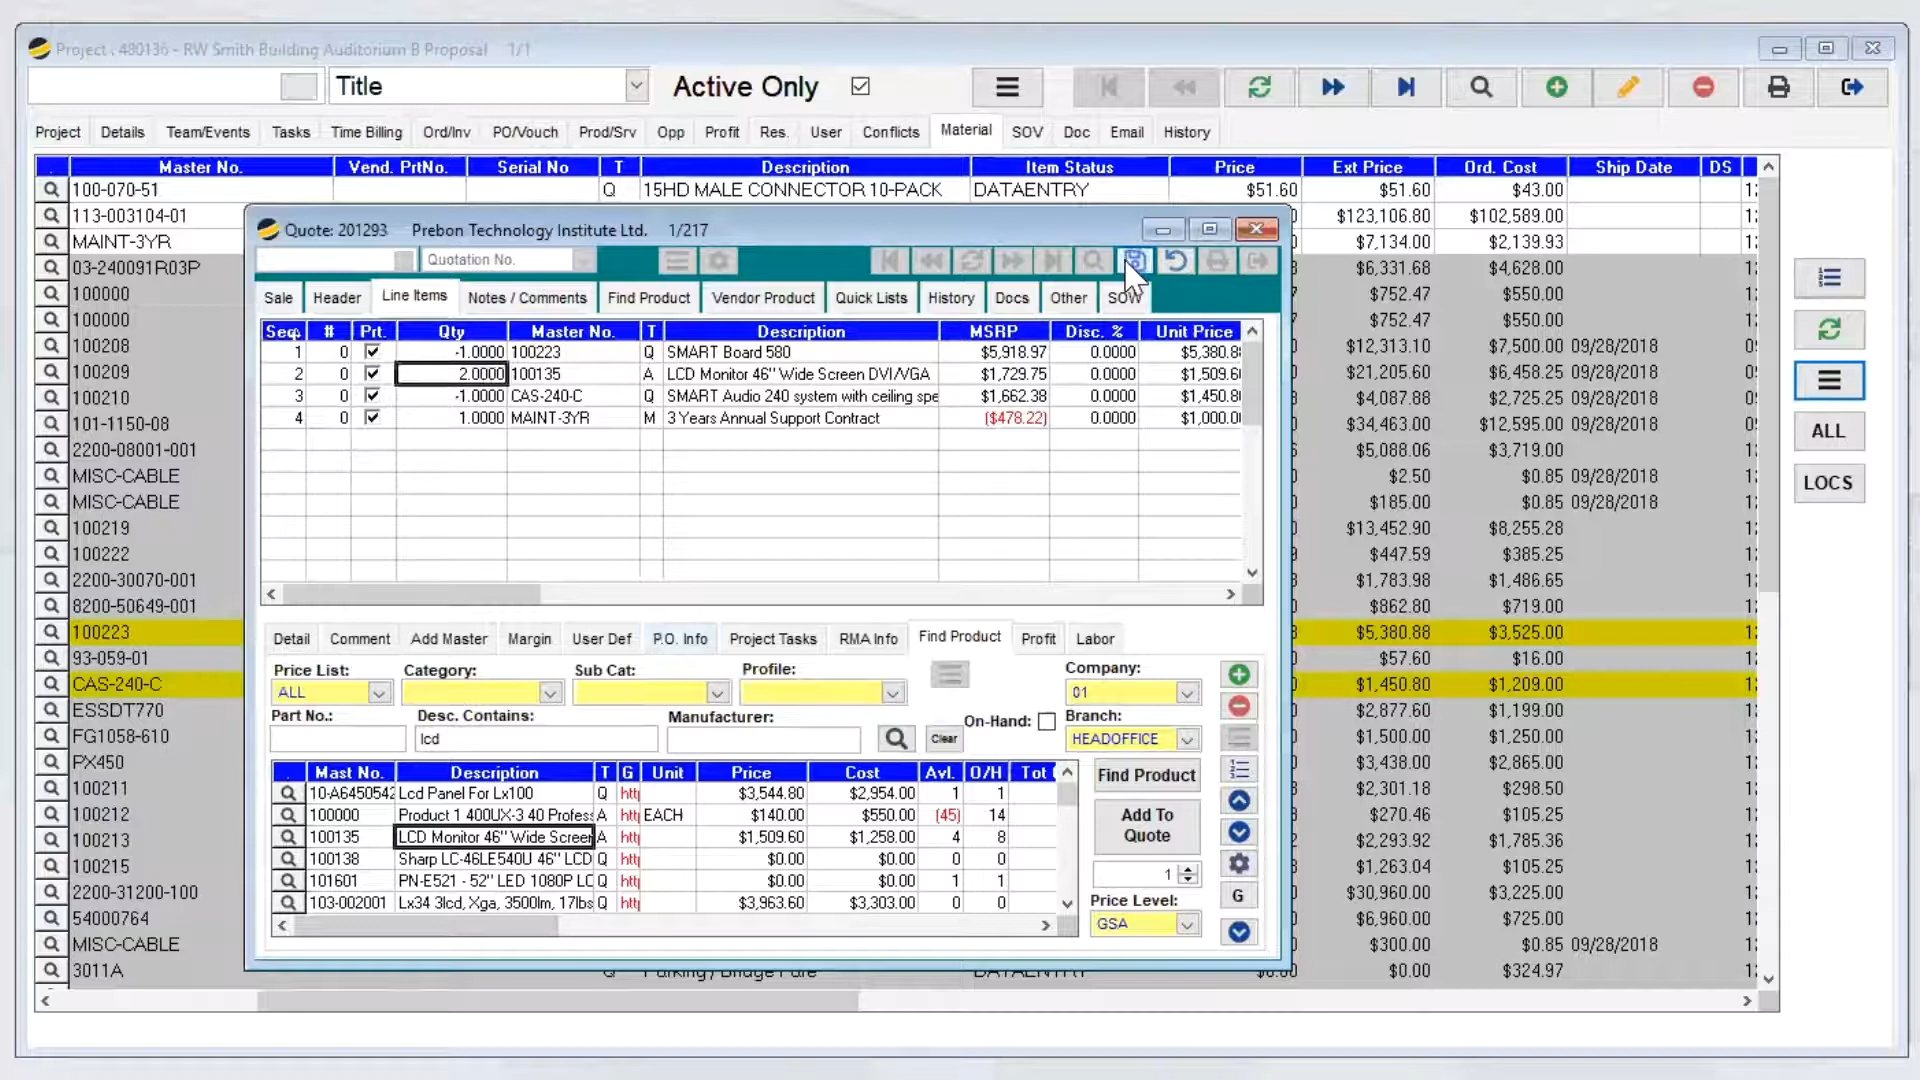 Project : 480136 - RW Smith Building Auditorium B Proposal 1/1
Title Active Only
Project Details Team/Events Tasks Time Billing Ord/Inv PO/Vouch Prod/Srv Opp Profit Res. User Conflicts Material SOV Doc Email History
. Master No. Vend. PrtNo. Serial No T Description Item Status Price Ext Price Ord. Cost Ship Date DS
100-070-51 Q 15HD MALE CONNECTOR 10-PACK DATAENTRY $51.60 $51.60 $43.00
113-003104-01 $123,106.80 $102,589.00
MAINT-3YR $7,134.00 $2,139.93
03-240091R03P $6,331.68 $4,628.00
100000 $752.47 $550.00
100000 $752.47 $550.00
100208 $12,313.10 $7,500.00 09/28/2018
100209 $21,205.60 $6,458.25 09/28/2018
100210 $4,087.88 $2,725.25 09/28/2018
101-1150-08 $34,463.00 $12,595.00 09/28/2018
2200-08001-001 $5,088.06 $3,719.00
MISC-CABLE $2.50 $0.85 09/28/2018
MISC-CABLE $185.00 $0.85 09/28/2018
100219 $13,452.90 $8,255.28
100222 $447.59 $385.25
2200-30070-001 $1,783.98 $1,486.65
8200-50649-001 $862.80 $719.00
100223 $5,380.88 $3,525.00
93-059-01 $57.60 $16.00
CAS-240-C $1,450.80 $1,209.00
ESSDT770 $2,877.60 $1,199.00
FG1058-610 $1,500.00 $1,250.00
PX450 $3,438.00 $2,865.00
100211 $2,301.18 $298.50
100212 $270.46 $105.25
100213 $2,293.92 $1,785.36
100215 $1,263.04 $105.25
2200-31200-100 $30,960.00 $3,225.00
54000764 $6,960.00 $725.00
MISC-CABLE $300.00 $0.85 09/28/2018
3011A $0.00 $324.97
ALL
LOCS
Quote: 201293 Prebon Technology Institute Ltd. 1/217
Quotation No.
Sale Header Line Items Notes / Comments Find Product Vendor Product Quick Lists History Docs Other SOW
Seq. # Prt. Qty Master No. T Description MSRP Disc. % Unit Price
1 0 -1.0000 100223 Q SMART Board 580 $5,918.97 0.0000 $5,380.8
2 0 2.0000 100135 A LCD Monitor 46" Wide Screen DVI/VGA $1,729.75 0.0000 $1,509.6
3 0 -1.0000 CAS-240-C Q SMART Audio 240 system with ceiling spe $1,662.38 0.0000 $1,450.8
4 0 1.0000 MAINT-3YR M 3 Years Annual Support Contract ($478.22) 0.0000 $1,000.0
Detail Comment Add Master Margin User Def P.O. Info Project Tasks RMA Info Find Product Profit Labor
Price List: Category: Sub Cat: Profile: Company:
ALL 01
Part No.: Desc. Contains: Manufacturer: On-Hand: Branch:
lcd Clear HEADOFFICE
. Mast No. Description T G Unit Price Cost Avl. O/H Tot
10-A6450542 Lcd Panel For Lx100 Q htt $3,544.80 $2,954.00 1 1
100000 Product 1 400UX-3 40 Profess A htt EACH $140.00 $550.00 (45) 14
100135 LCD Monitor 46" Wide Screen A htt $1,509.60 $1,258.00 4 8
100138 Sharp LC-46LE540U 46" LCD Q htt $0.00 $0.00 0 0
101601 PN-E521 - 52" LED 1080P LC Q htt $0.00 $0.00 1 1
103-002001 Lx34 3lcd, Xga, 3500lm, 17lbs Q htt $3,963.60 $3,303.00 0 0
Find Product
Add To
Quote
1
Price Level:
GSA
G